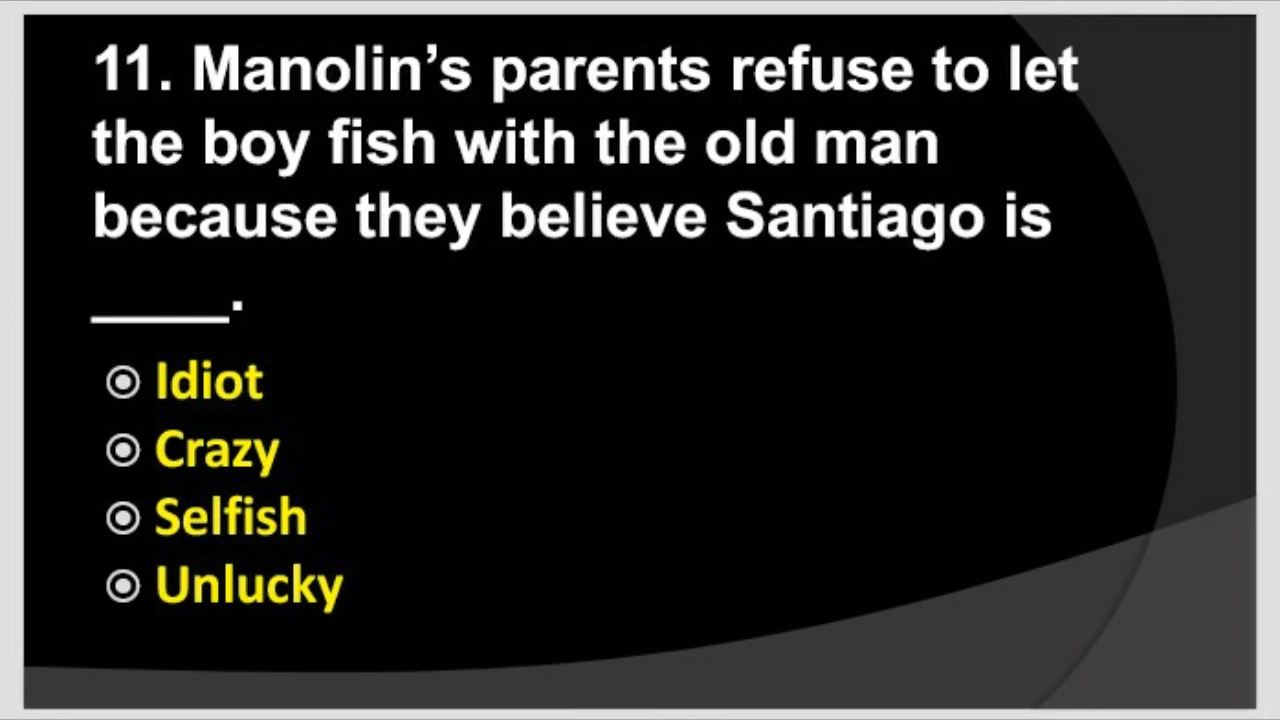 11. Manolin’s parents refuse to let
the boy fish with the old man
because they believe Santiago is
____.
Idiot
Crazy
Selfish
Unlucky